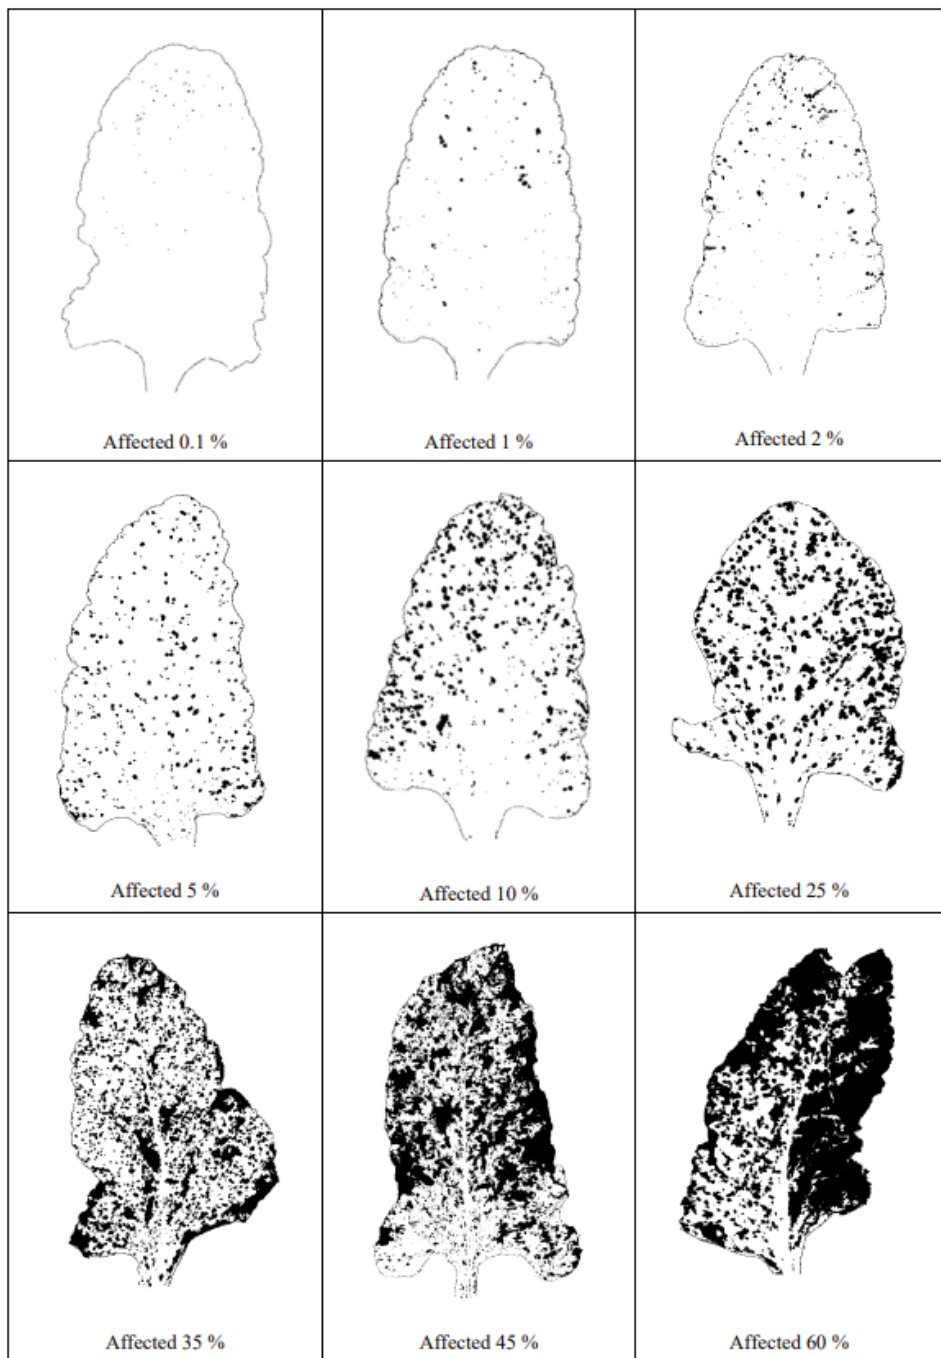 Affected 0.1 %
Affected 1 %
Affected 2 %
Affected 5 %
Affected 10 %
Affected 25 %
Affected 35 %
Affected 45 %
Affected 60 %